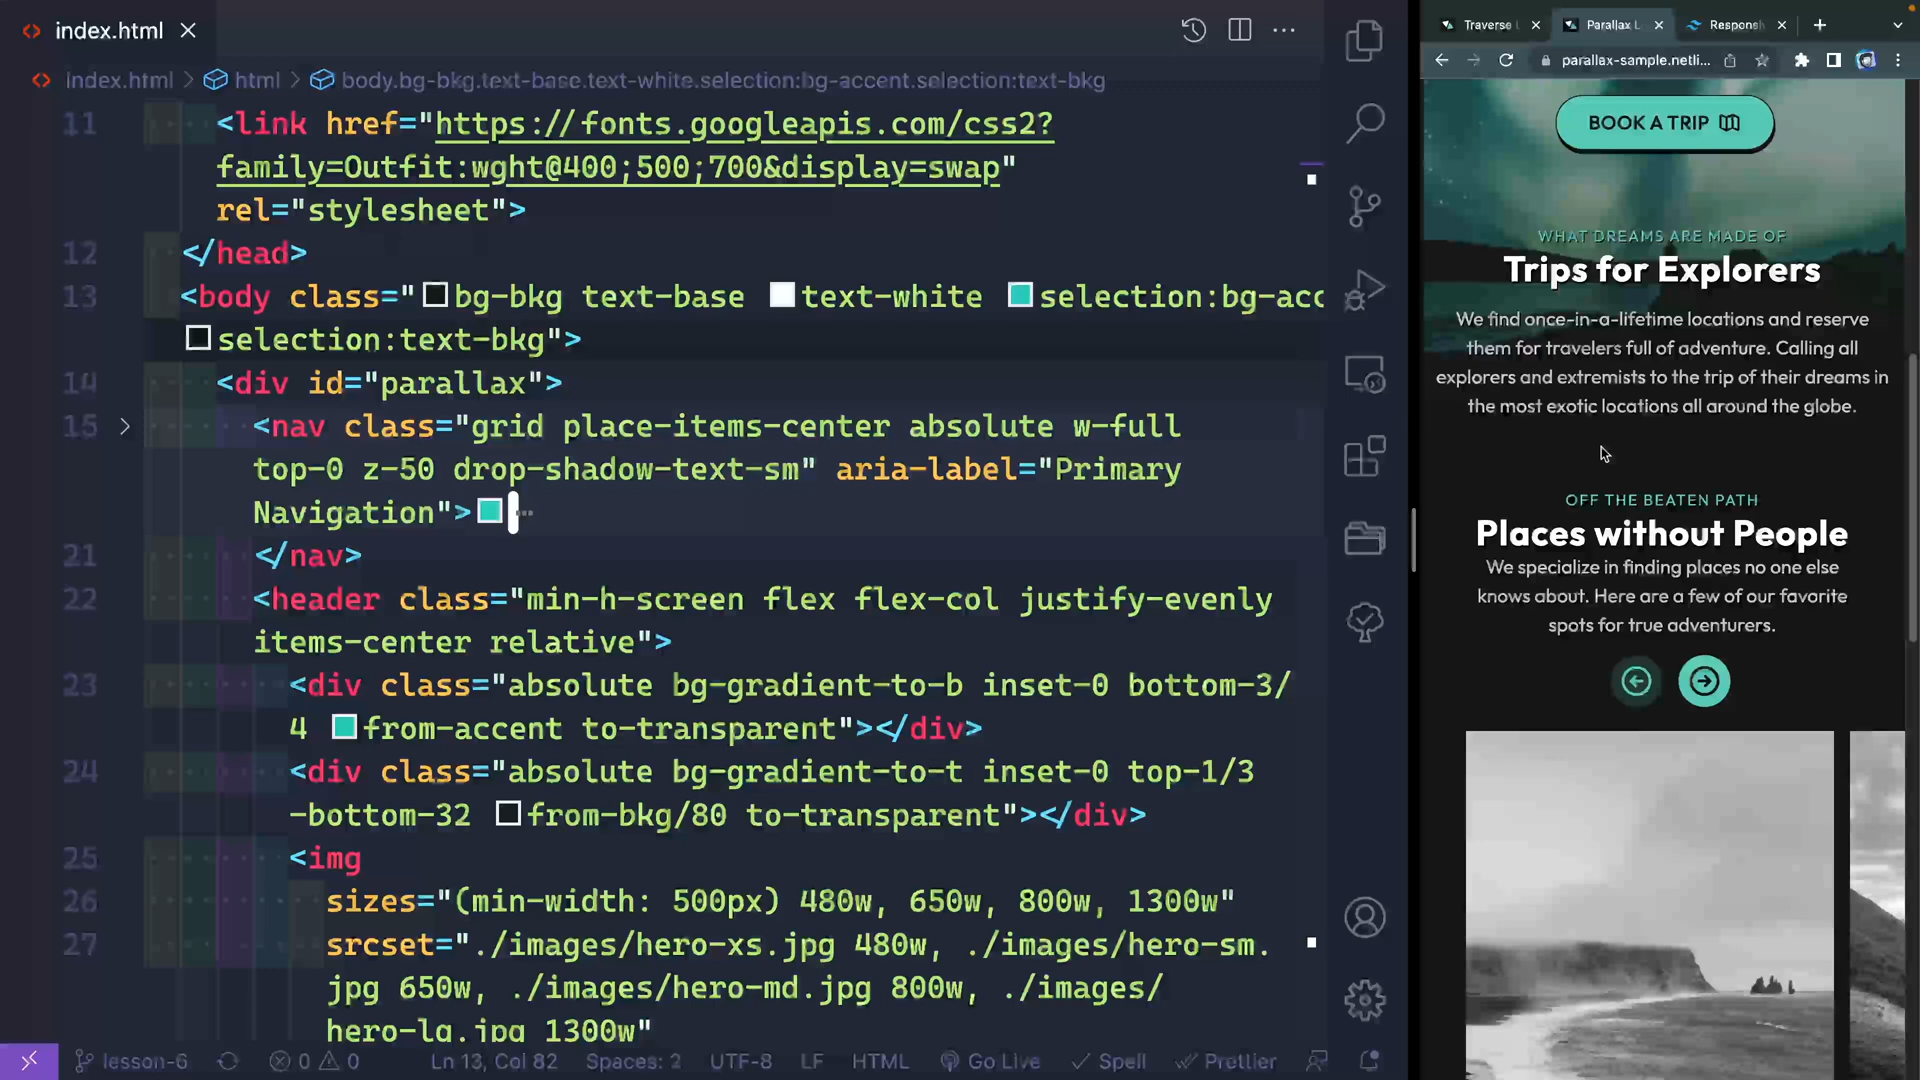 index.html
index.html > html > body.bg-bkg.text-base.text-white.selection:bg-accent.selection:text-bkg
11 <link href="https://fonts.googleapis.com/css2?
family=Outfit:wght@400;500;700&display=swap"
rel="stylesheet">
12 </head>
13 <body class="bg-bkg text-base text-white selection:bg-acc
selection:text-bkg">
14 <div id="parallax">
15 <nav class="grid place-items-center absolute w-full
top-0 z-50 drop-shadow-text-sm" aria-label="Primary
Navigation">…
21 </nav>
22 <header class="min-h-screen flex flex-col justify-evenly
items-center relative">
23 <div class="absolute bg-gradient-to-b inset-0 bottom-3/
4 from-accent to-transparent"></div>
24 <div class="absolute bg-gradient-to-t inset-0 top-1/3
-bottom-32 from-bkg/80 to-transparent"></div>
25 <img
26 sizes="(min-width: 500px) 480w, 650w, 800w, 1300w"
27 srcset="./images/hero-xs.jpg 480w, ./images/hero-sm.
jpg 650w, ./images/hero-md.jpg 800w, ./images/
hero-lg.jpg 1300w"
lesson-6 0 0 Ln 13, Col 82 Spaces: 2 UTF-8 LF HTML Go Live Spell Prettier
Traverse Parallax L Respons
parallax-sample.netli...
BOOK A TRIP
WHAT DREAMS ARE MADE OF
Trips for Explorers
We find once-in-a-lifetime locations and reserve
them for travelers full of adventure. Calling all
explorers and extremists to the trip of their dreams in
the most exotic locations all around the globe.
OFF THE BEATEN PATH
Places without People
We specialize in finding places no one else
knows about. Here are a few of our favorite
spots for true adventurers.